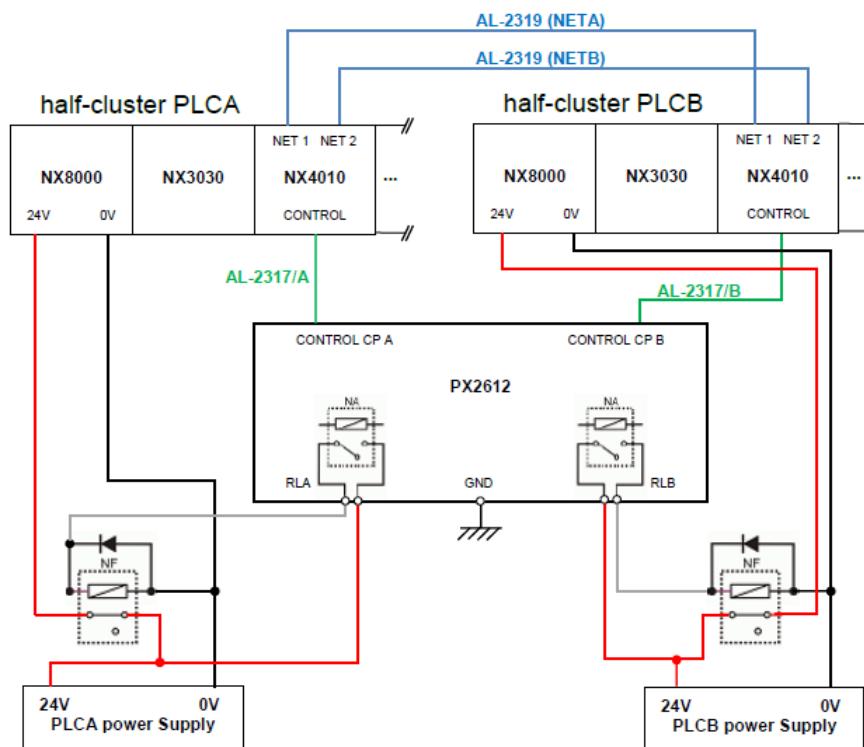 AL-2319 (NETA)
AL-2319 (NETB)
half-cluster PLCA
half-cluster PLCB
NET 1 NET 2
NX8000 NX3030 NX4010 ...
24V 0V CONTROL
NET 1 NET 2
NX8000 NX3030 NX4010 ...
24V 0V CONTROL
AL-2317/A
AL-2317/B
CONTROL CP A CONTROL CP B
PX2612
NA NA
RLA GND RLB
NF NF
24V 0V
PLCA power Supply
24V 0V
PLCB power Supply